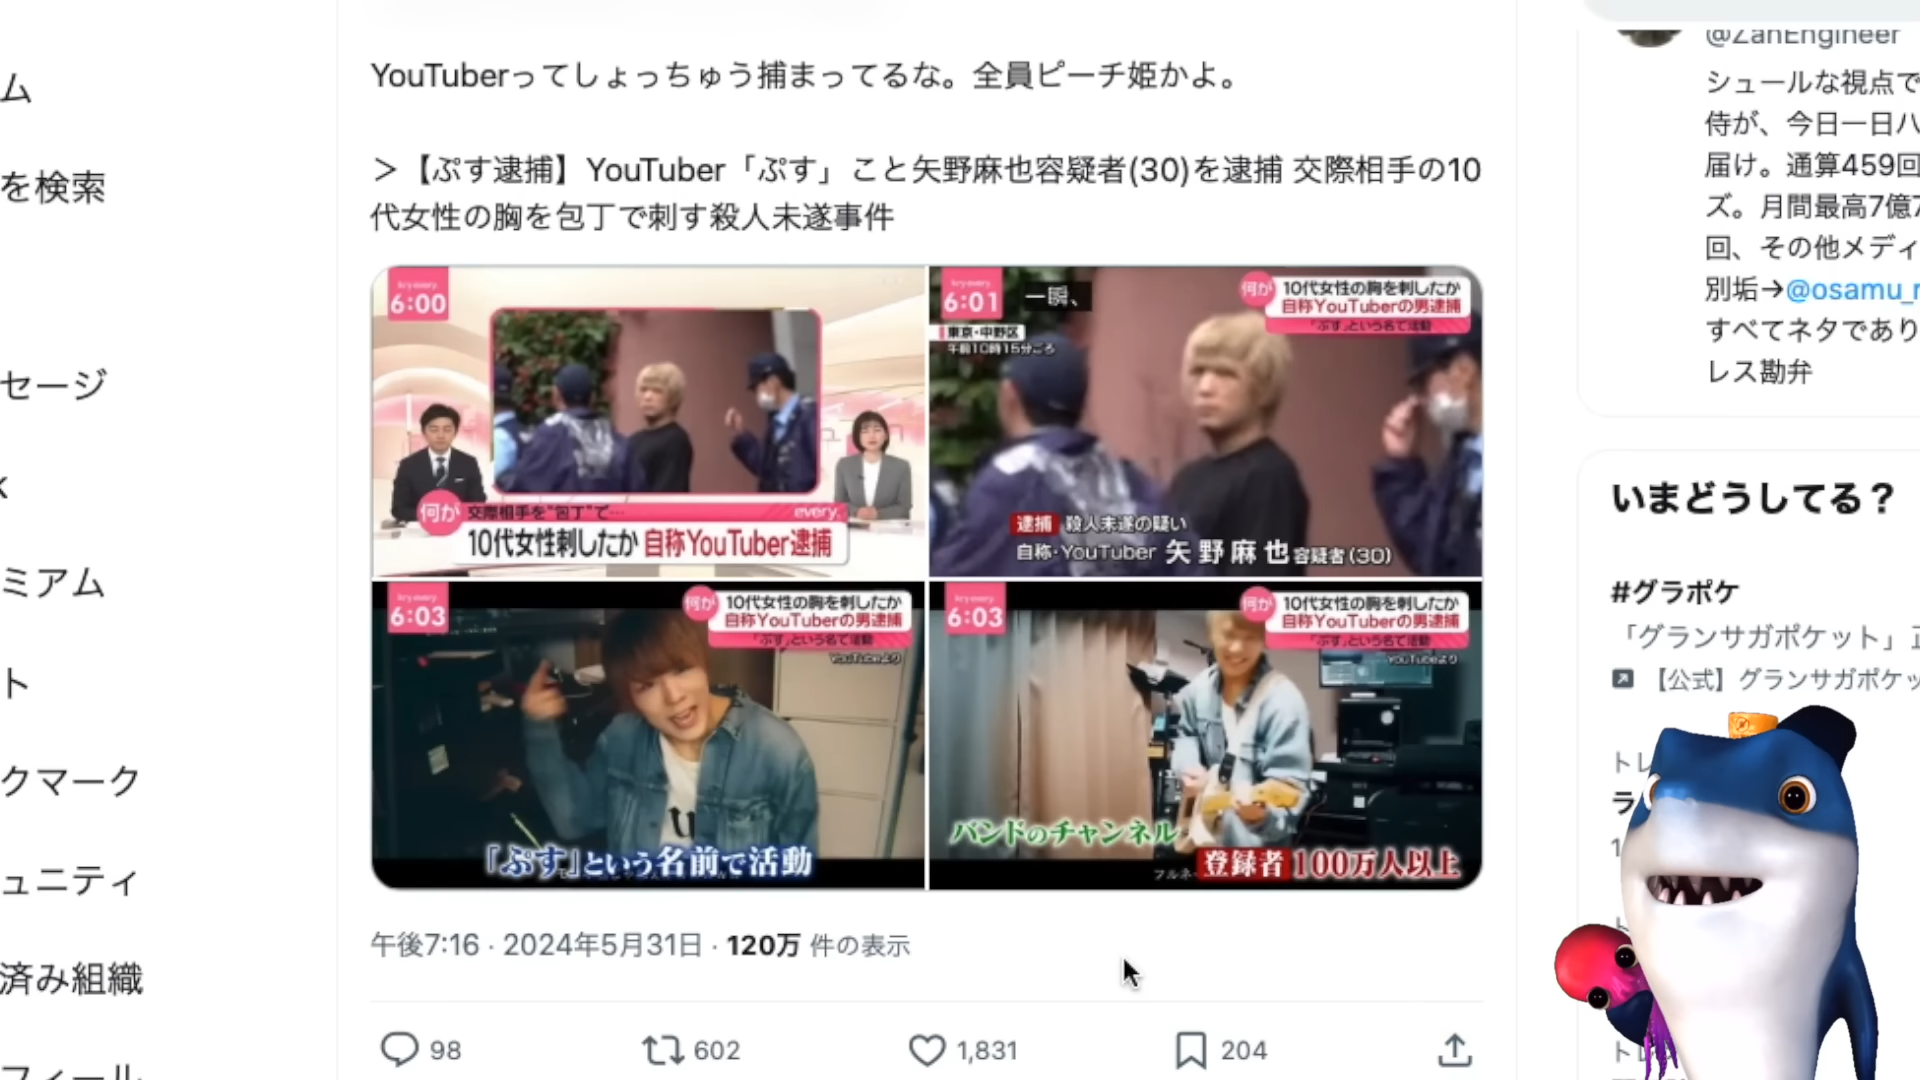 ム
を検索
セージ
k
ミアム
ト
クマーク
ュニティ
済み組織
フィール
YouTuberってしょっちゅう捕まってるな。全員ピーチ姫かよ。
＞【ぷす逮捕】YouTuber「ぷす」こと矢野麻也容疑者(30)を逮捕 交際相手の10
代女性の胸を包丁で刺す殺人未遂事件
6:00
何が
交際相手を"包丁"で…
every.
10代女性刺したか 自称YouTuber逮捕
6:01
一瞬、
東京・中野区
午前10時15分ごろ
何が
10代女性の胸を刺したか
自称YouTuberの男逮捕
「ぷす」という名で活動
逮捕 殺人未遂の疑い
自称・YouTuber 矢野麻也容疑者(30)
6:03
何が
10代女性の胸を刺したか
自称YouTuberの男逮捕
「ぷす」という名で活動
YouTubeより
「ぷす」という名前で活動
6:03
何が
10代女性の胸を刺したか
自称YouTuberの男逮捕
「ぷす」という名で活動
YouTubeより
バンドのチャンネル
登録者100万人以上
午後7:16 · 2024年5月31日 · 120万 件の表示
98
602
1,831
204
@ZanEngineer
シュールな視点で
侍が、今日一日ハ
届け。通算459回
ズ。月間最高7億7
回、その他メディ
別垢→@osamu_r
すべてネタであり
レス勘弁
いまどうしてる？
#グラポケ
「グランサガポケット」正
【公式】グランサガポケッ
トレ
ラ
1